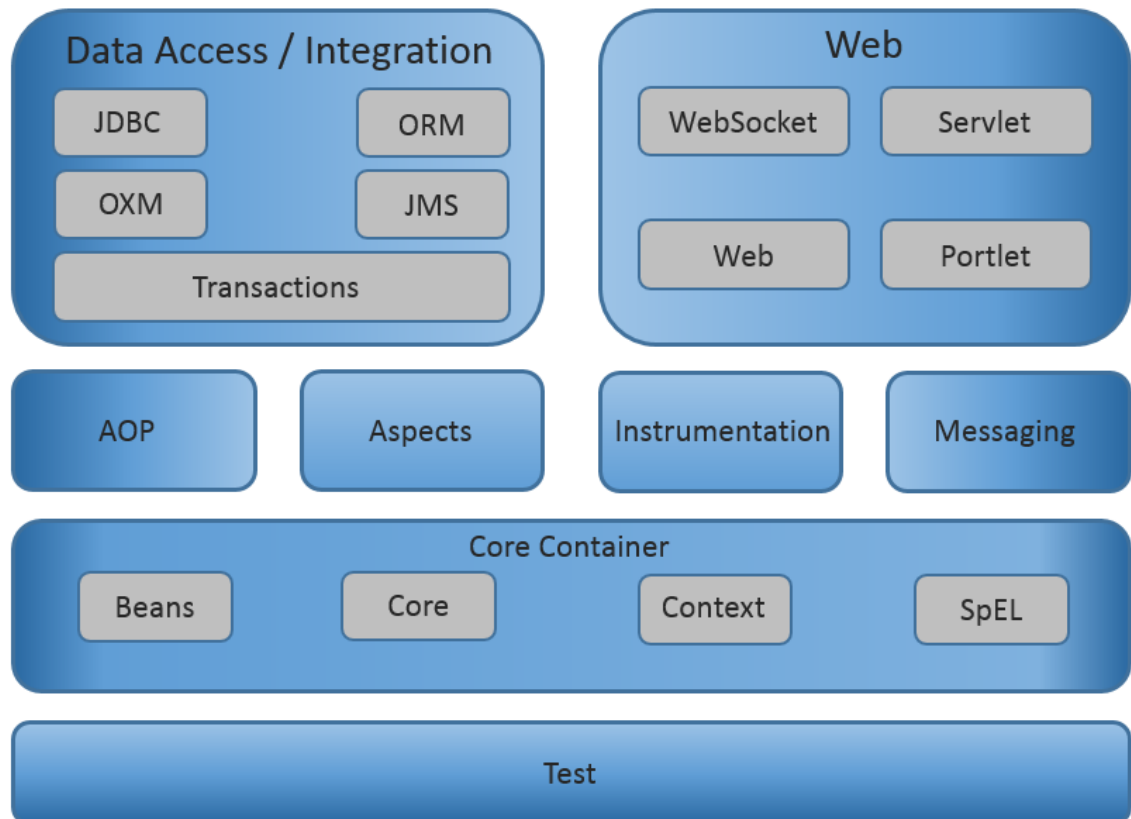 Data Access / Integration
JDBC
ORM
OXM
JMS
Transactions
Web
WebSocket
Servlet
Web
Portlet
AOP
Aspects
Instrumentation
Messaging
Core Container
Beans
Core
Context
SpEL
Test